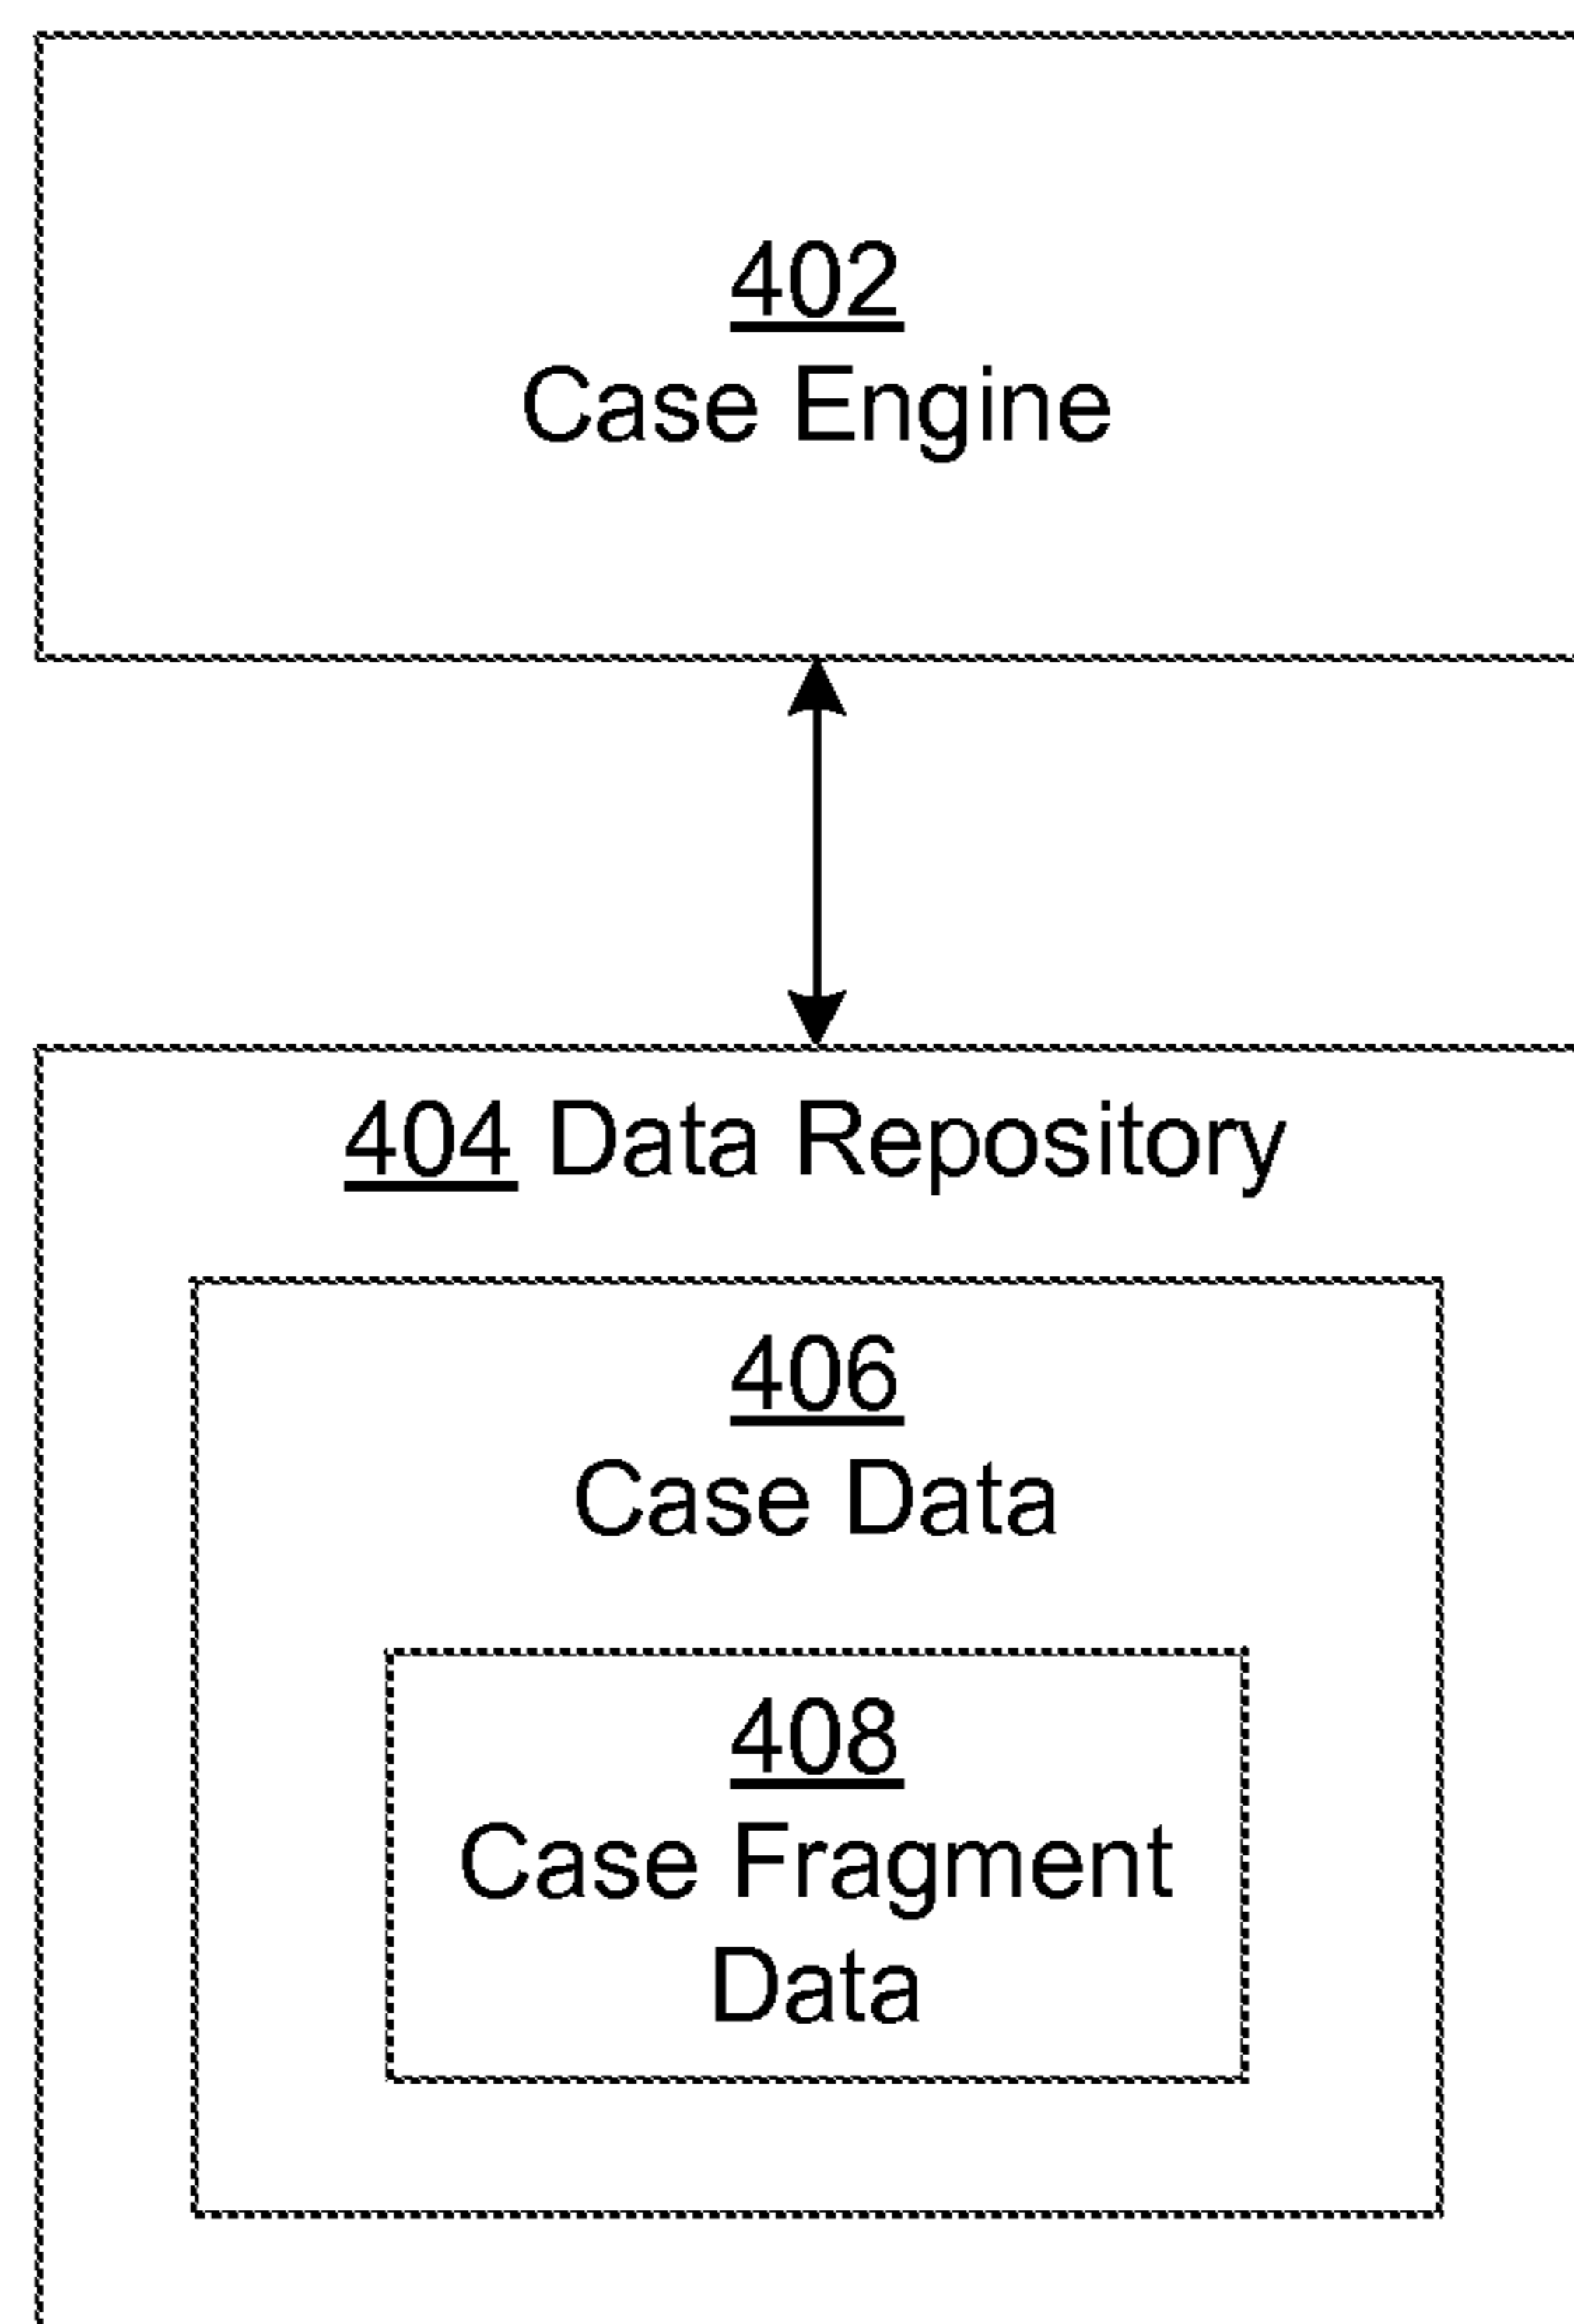 402
Case Engine
404 Data Repository
406
Case Data
408
Case Fragment
Data